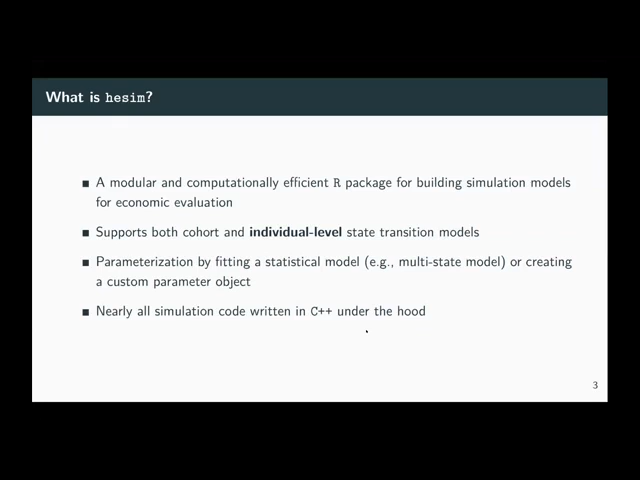 What is hesim?
A modular and computationally efficient R package for building simulation models
for economic evaluation
Supports both cohort and individual-level state transition models
Parameterization by fitting a statistical model (e.g., multi-state model) or creating
a custom parameter object
Nearly all simulation code written in C++ under the hood
3